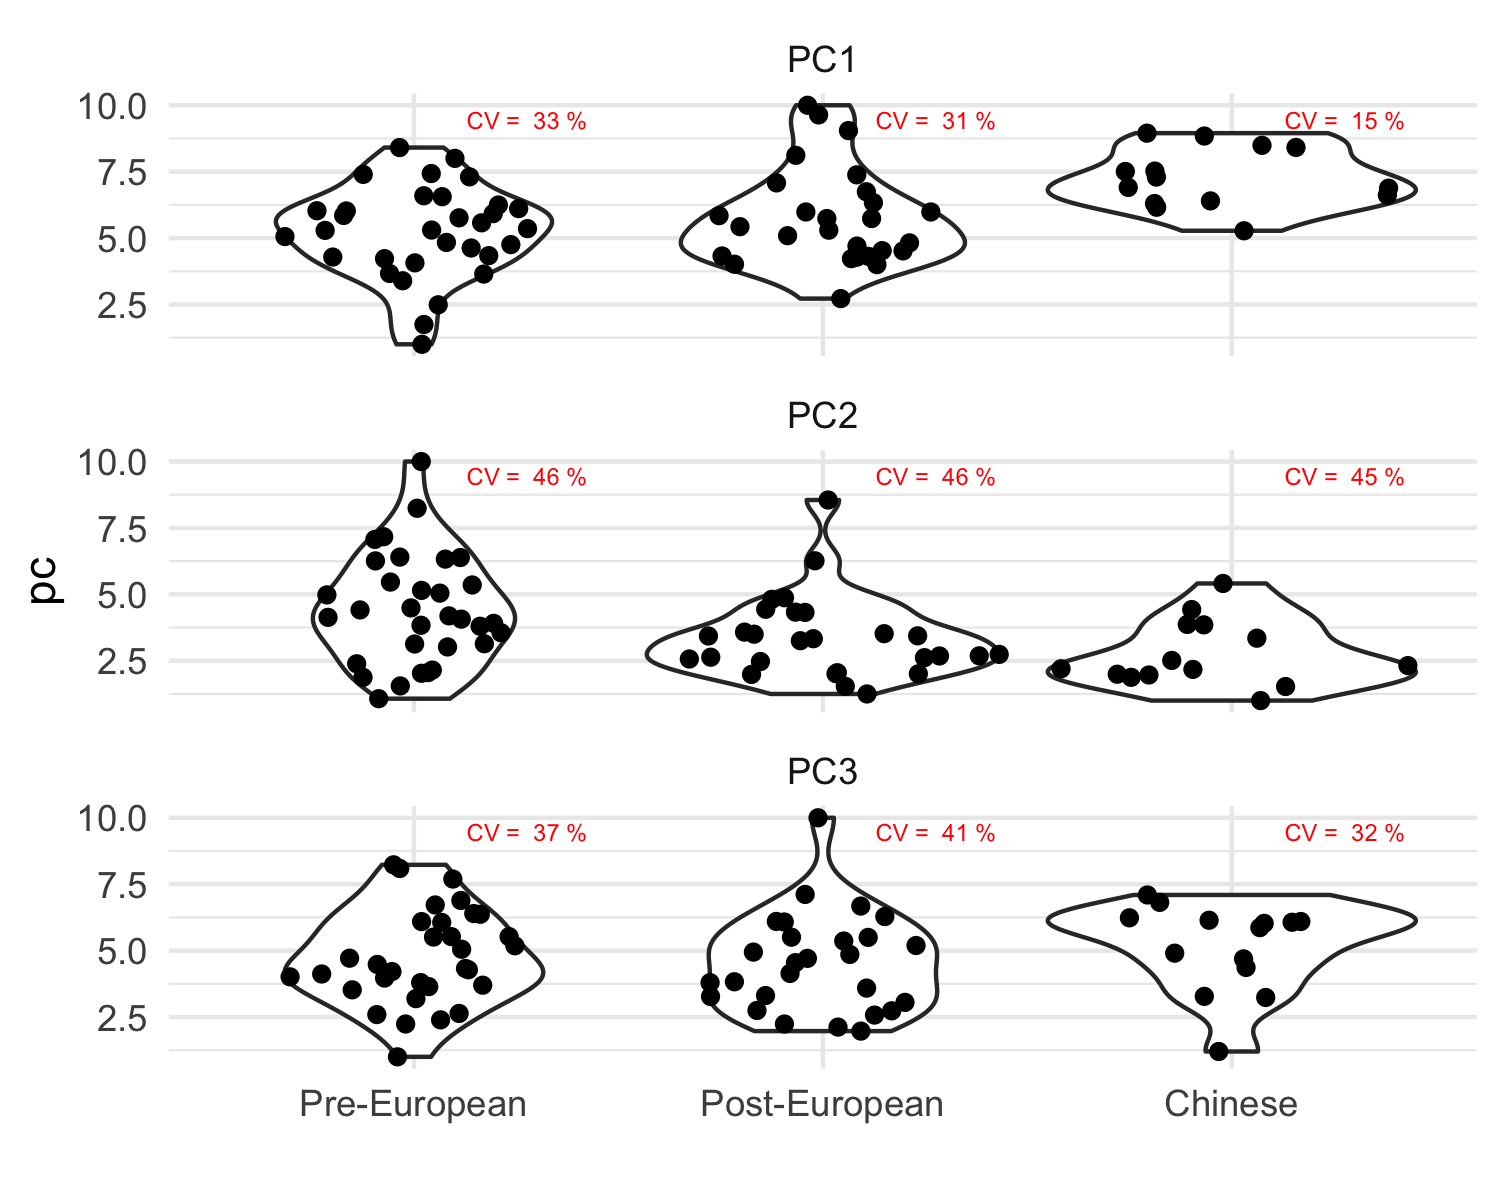 PC1
10.0
7.5
5.0
2.5
CV = 33 %
CV = 31 %
CV = 15 %
PC2
10.0
7.5
5.0
2.5
CV = 46 %
CV = 46 %
CV = 45 %
pc
PC3
10.0
7.5
5.0
2.5
CV = 37 %
CV = 41 %
CV = 32 %
Pre-European
Post-European
Chinese